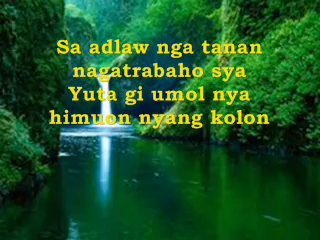 Sa adlaw nga tanan
nagatrabaho sya
Yuta gi umol nya
himuon nyang kolon